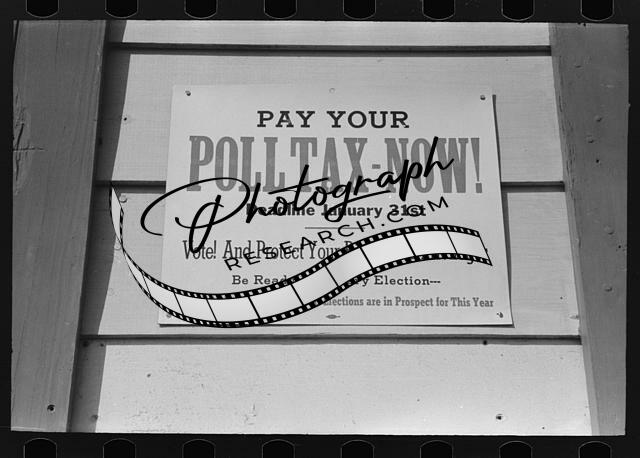 PAY YOUR
POLL TAX-NOW!
Deadline January 31st
Vote! And Protect Your
Be Ready Election---
Elections are in Prospect for This Year
Photograph
RESEARCH.COM